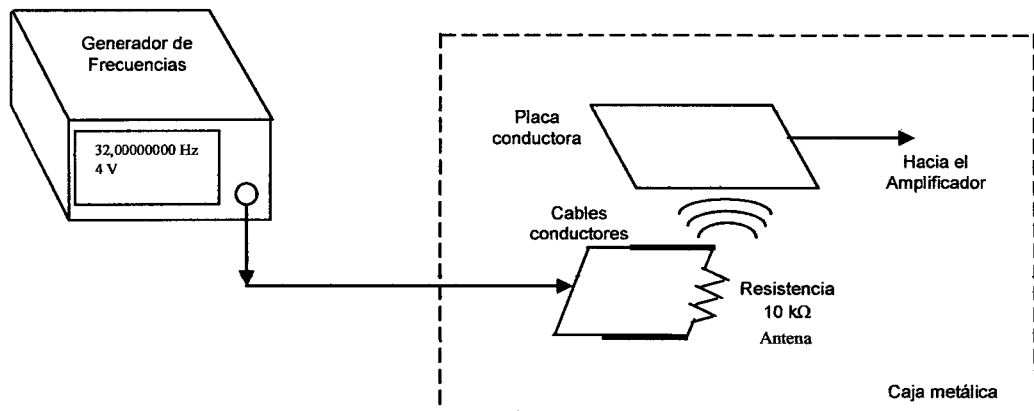 Generador de
Frecuencias
32,00000000 Hz
4 V
Placa
conductora
Hacia el
Amplificador
Cables
conductores
Resistencia
10 kΩ
Antena
Caja metálica